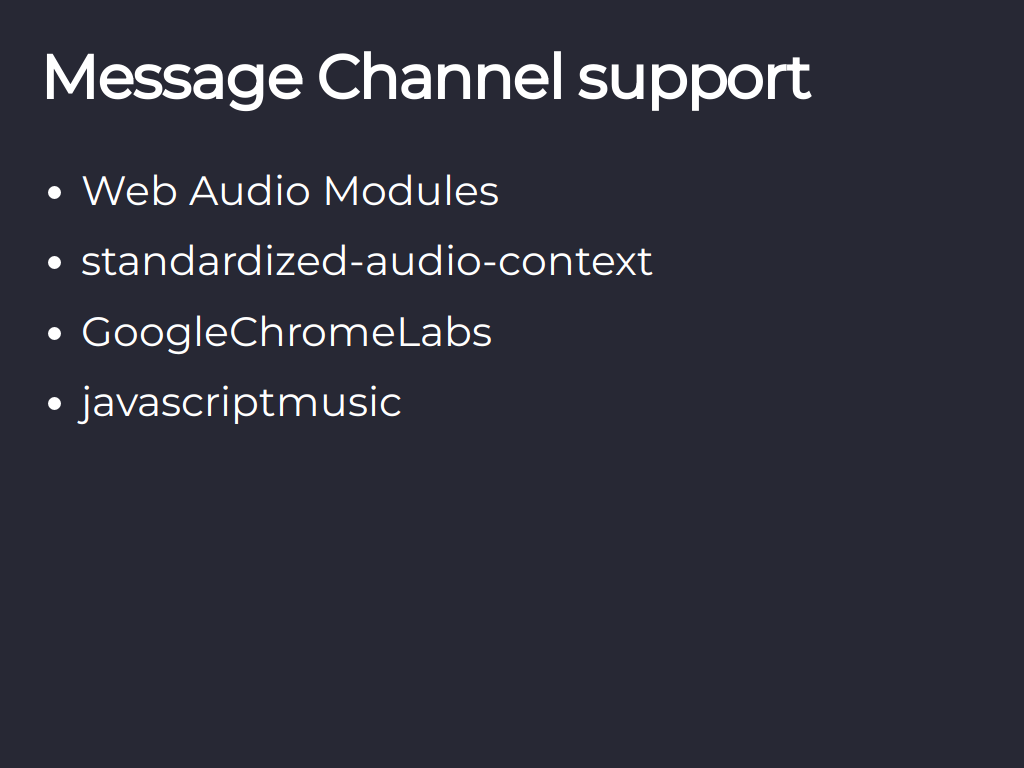 Message Channel support
• Web Audio Modules
• standardized-audio-context
• GoogleChromeLabs
• javascriptmusic